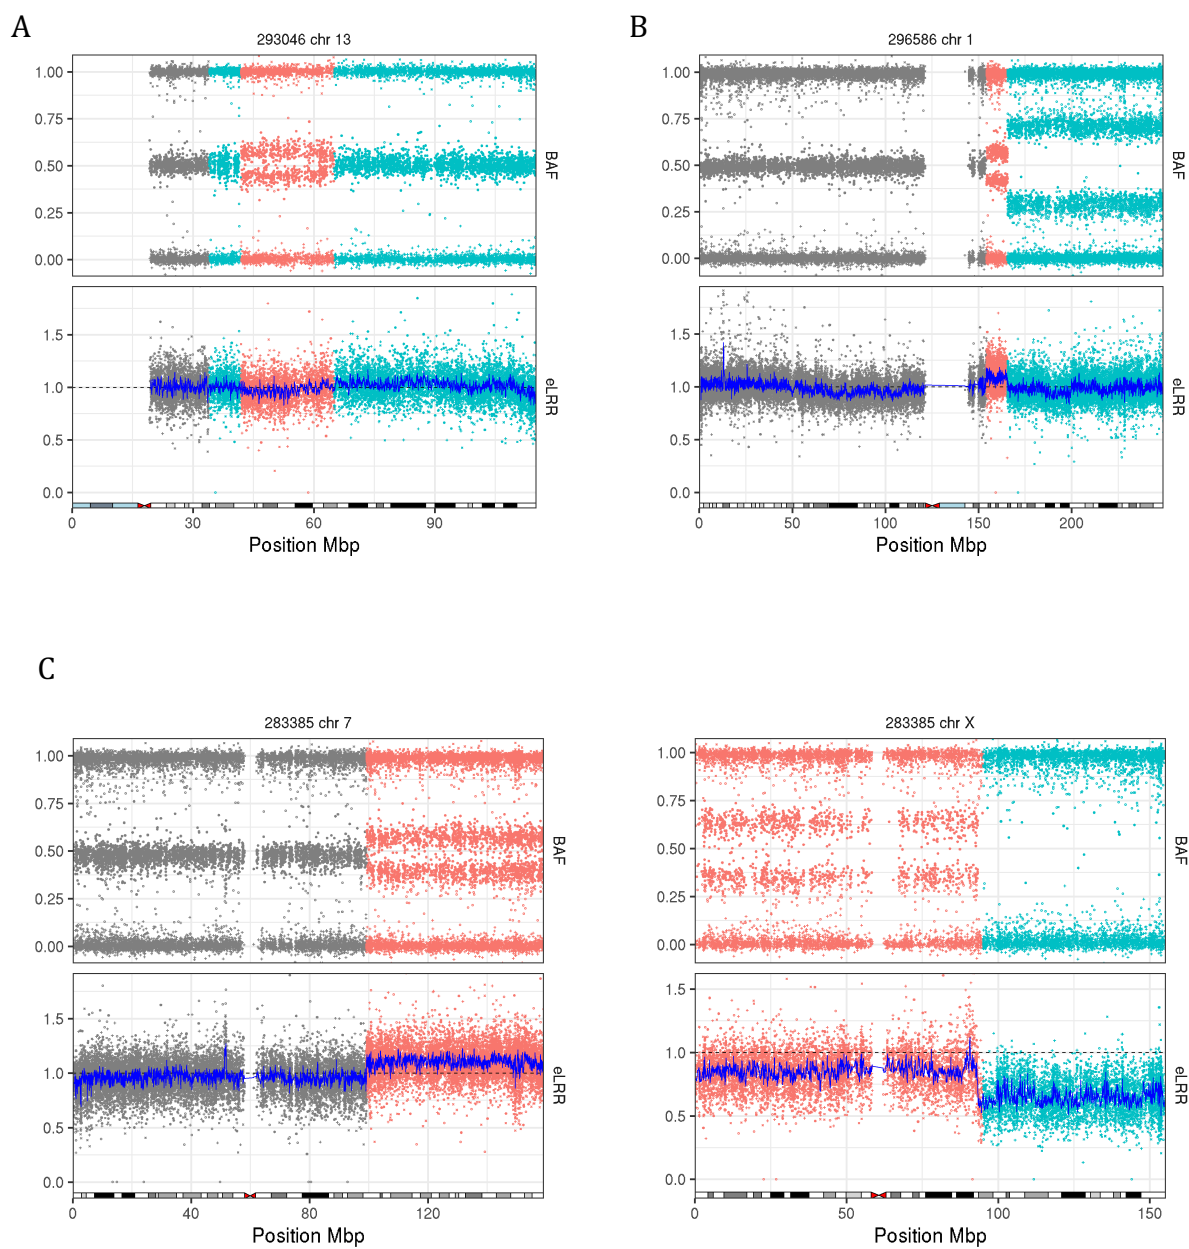 A
293046 chr 13
1.00
0.75
0.50
0.25
0.00
BAF
1.5
1.0
0.5
0.0
eLRR
0 30 60 90
Position Mbp
B
296586 chr 1
1.00
0.75
0.50
0.25
0.00
BAF
1.5
1.0
0.5
0.0
eLRR
0 50 100 150 200
Position Mbp
C
283385 chr 7
1.00
0.75
0.50
0.25
0.00
BAF
1.5
1.0
0.5
0.0
eLRR
0 40 80 120
Position Mbp
283385 chr X
1.00
0.75
0.50
0.25
0.00
BAF
1.5
1.0
0.5
0.0
eLRR
0 50 100 150
Position Mbp